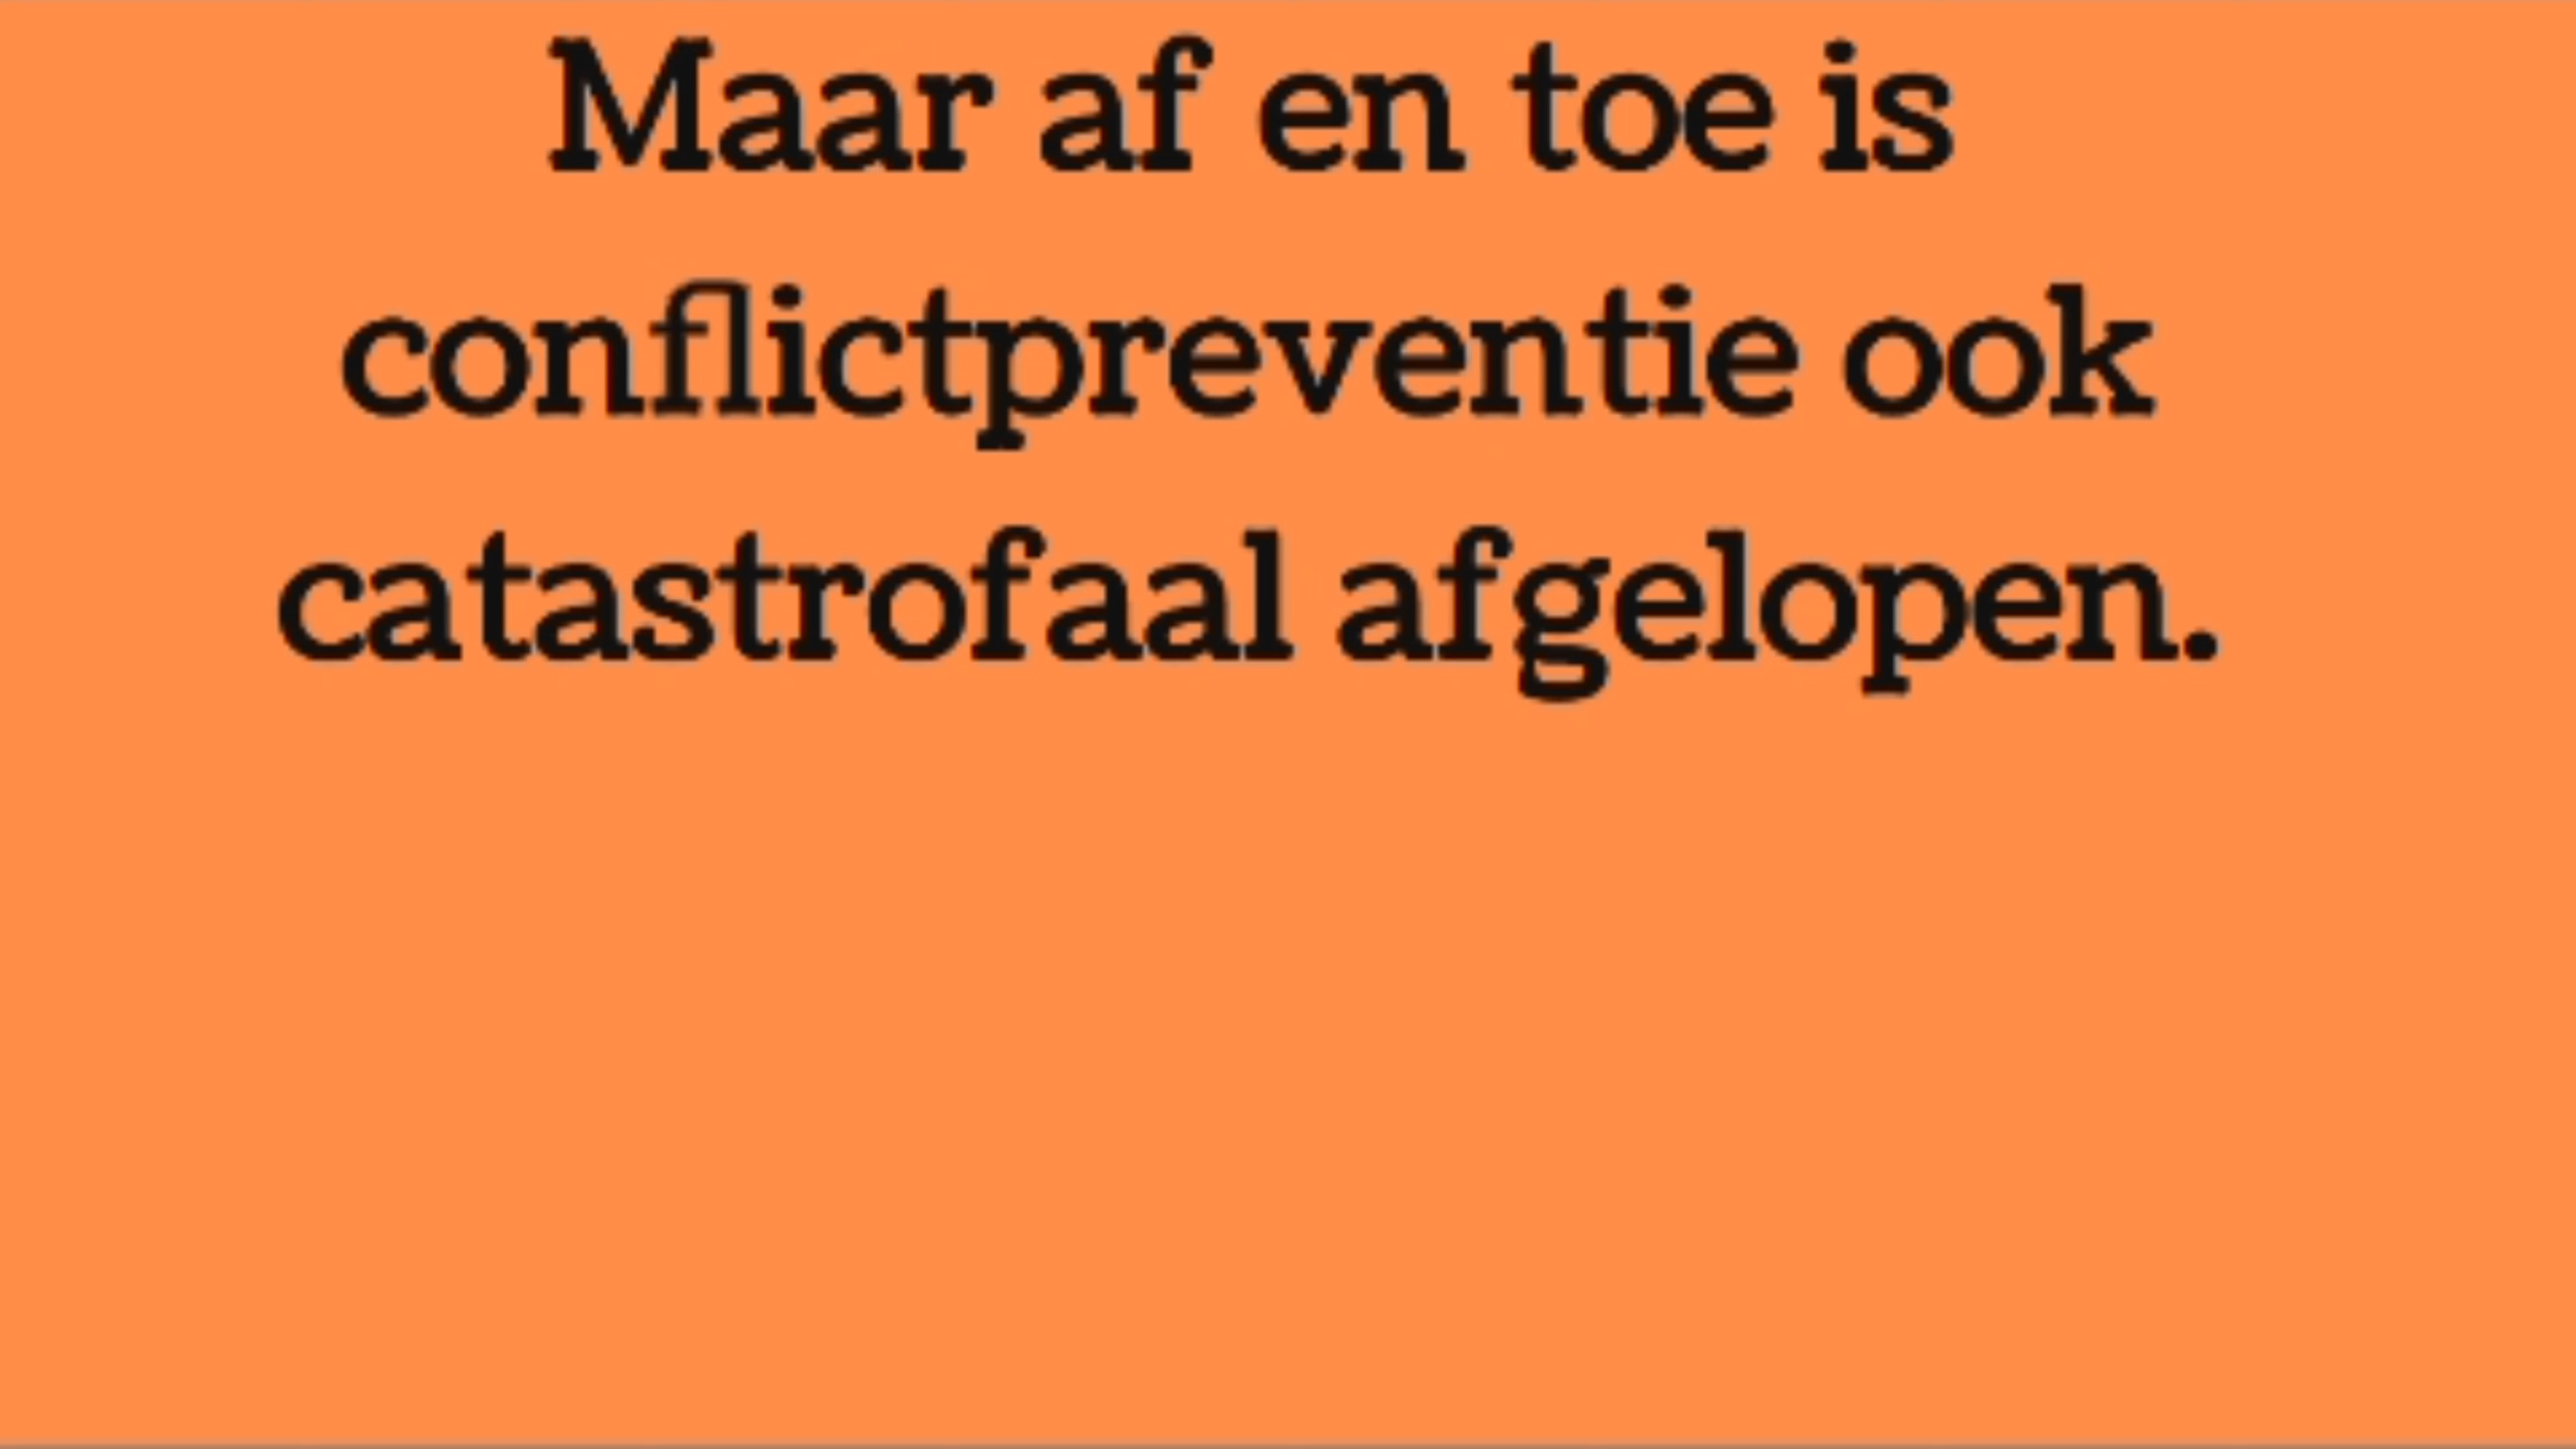 Maar af en toe is
conflictpreventie ook
catastrofaal afgelopen.